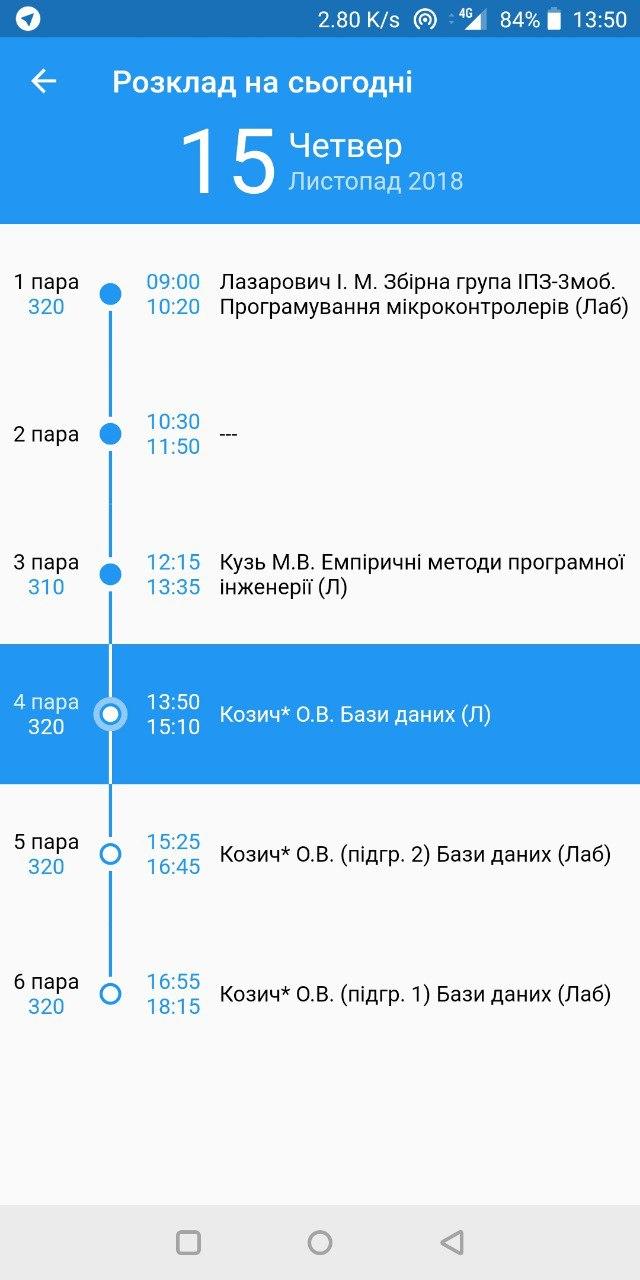 2.80 K/s 4G 84% 13:50
Розклад на сьогодні
15 Четвер
Листопад 2018
1 пара 09:00 Лазарович І. М. Збірна група ІПЗ-3моб.
320 10:20 Програмування мікроконтролерів (Лаб)
10:30
2 пара ---
11:50
3 пара 12:15 Кузь М.В. Емпіричні методи програмної
310 13:35 інженерії (Л)
4 пара 13:50
Козич* О.В. Бази даних (Л)
320 15:10
5 пара 15:25
Козич* О.В. (підгр. 2) Бази даних (Лаб)
320 16:45
6 пара 16:55
Козич* О.В. (підгр. 1) Бази даних (Лаб)
320 18:15